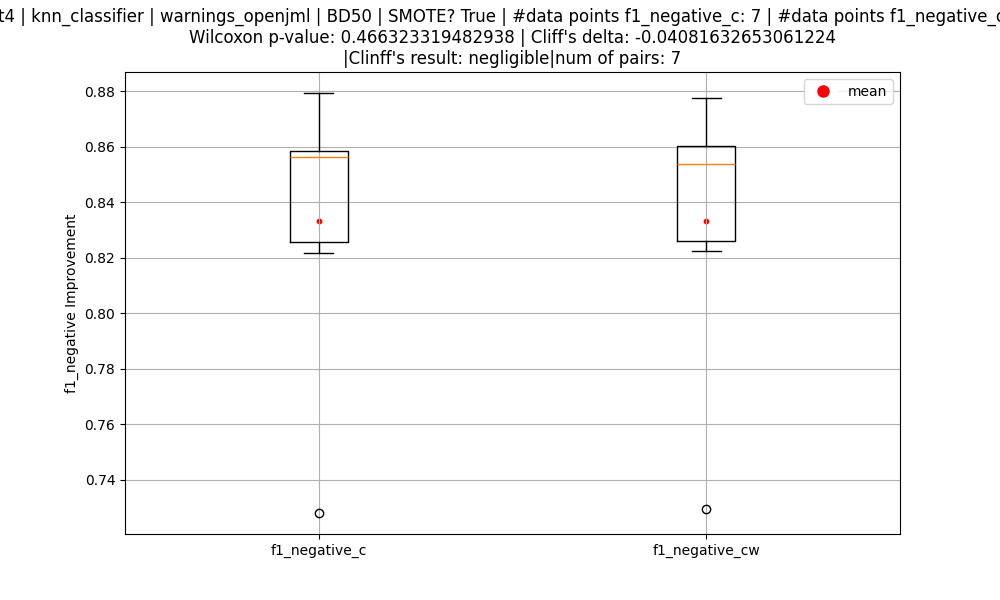 t4 | knn_classifier | warnings_openjml | BD50 | SMOTE? True | #data points f1_negative_c: 7 | #data points f1_negative_c
Wilcoxon p-value: 0.466323319482938 | Cliff's delta: -0.04081632653061224
|Clinff's result: negligible|num of pairs: 7
mean
0.88
0.86
0.84
0.82
0.80
0.78
0.76
0.74
f1_negative Improvement
f1_negative_c
f1_negative_cw